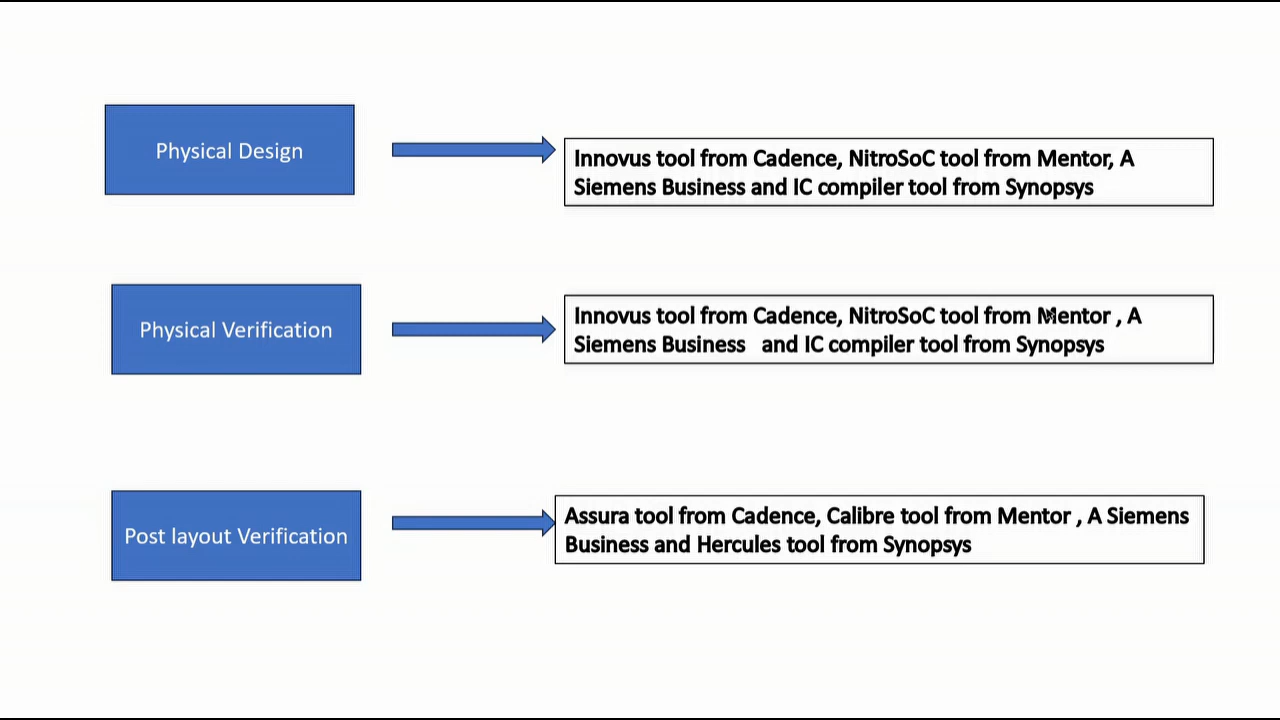 Physical Design
Innovus tool from Cadence, NitroSoC tool from Mentor, A
Siemens Business and IC compiler tool from Synopsys
Physical Verification
Innovus tool from Cadence, NitroSoC tool from Mentor , A
Siemens Business and IC compiler tool from Synopsys
Post layout Verification
Assura tool from Cadence, Calibre tool from Mentor , A Siemens
Business and Hercules tool from Synopsys